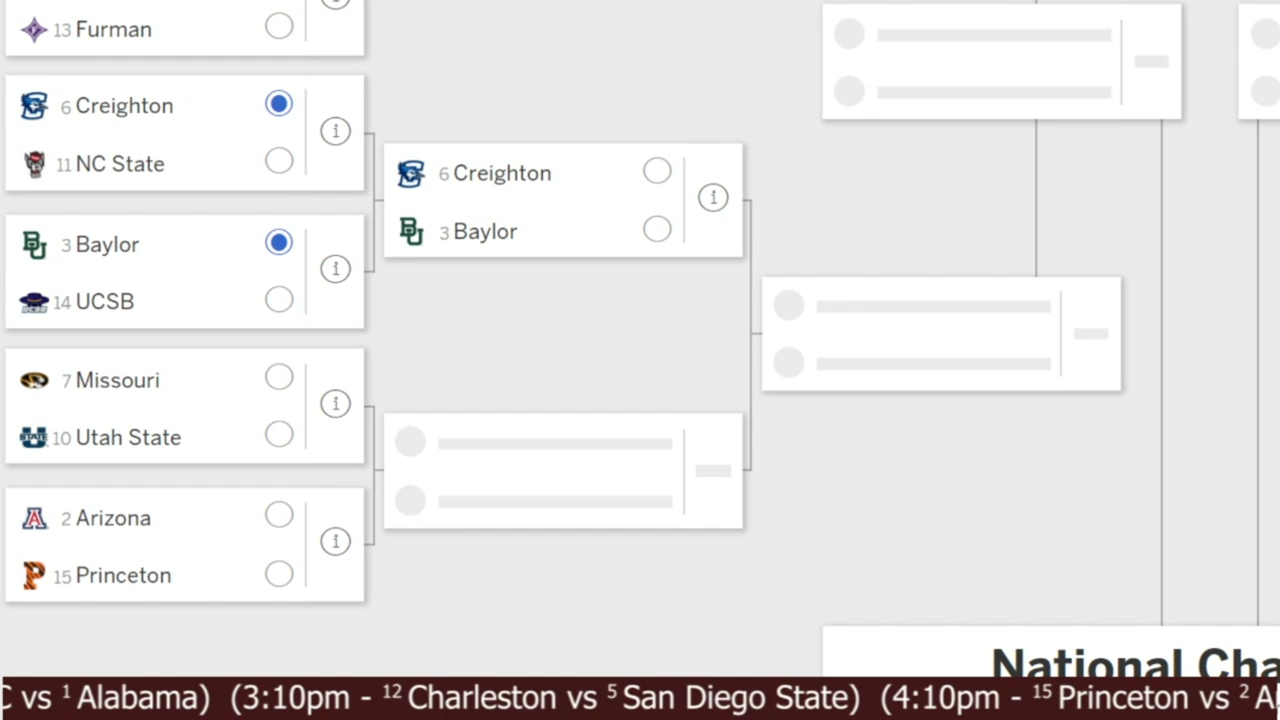 13 Furman
6 Creighton
11 NC State
3 Baylor
14 UCSB
7 Missouri
10 Utah State
2 Arizona
15 Princeton
6 Creighton
3 Baylor
National Cha
C vs 1 Alabama) (3:10pm - 12 Charleston vs 5 San Diego State) (4:10pm - 15 Princeton vs 2 A